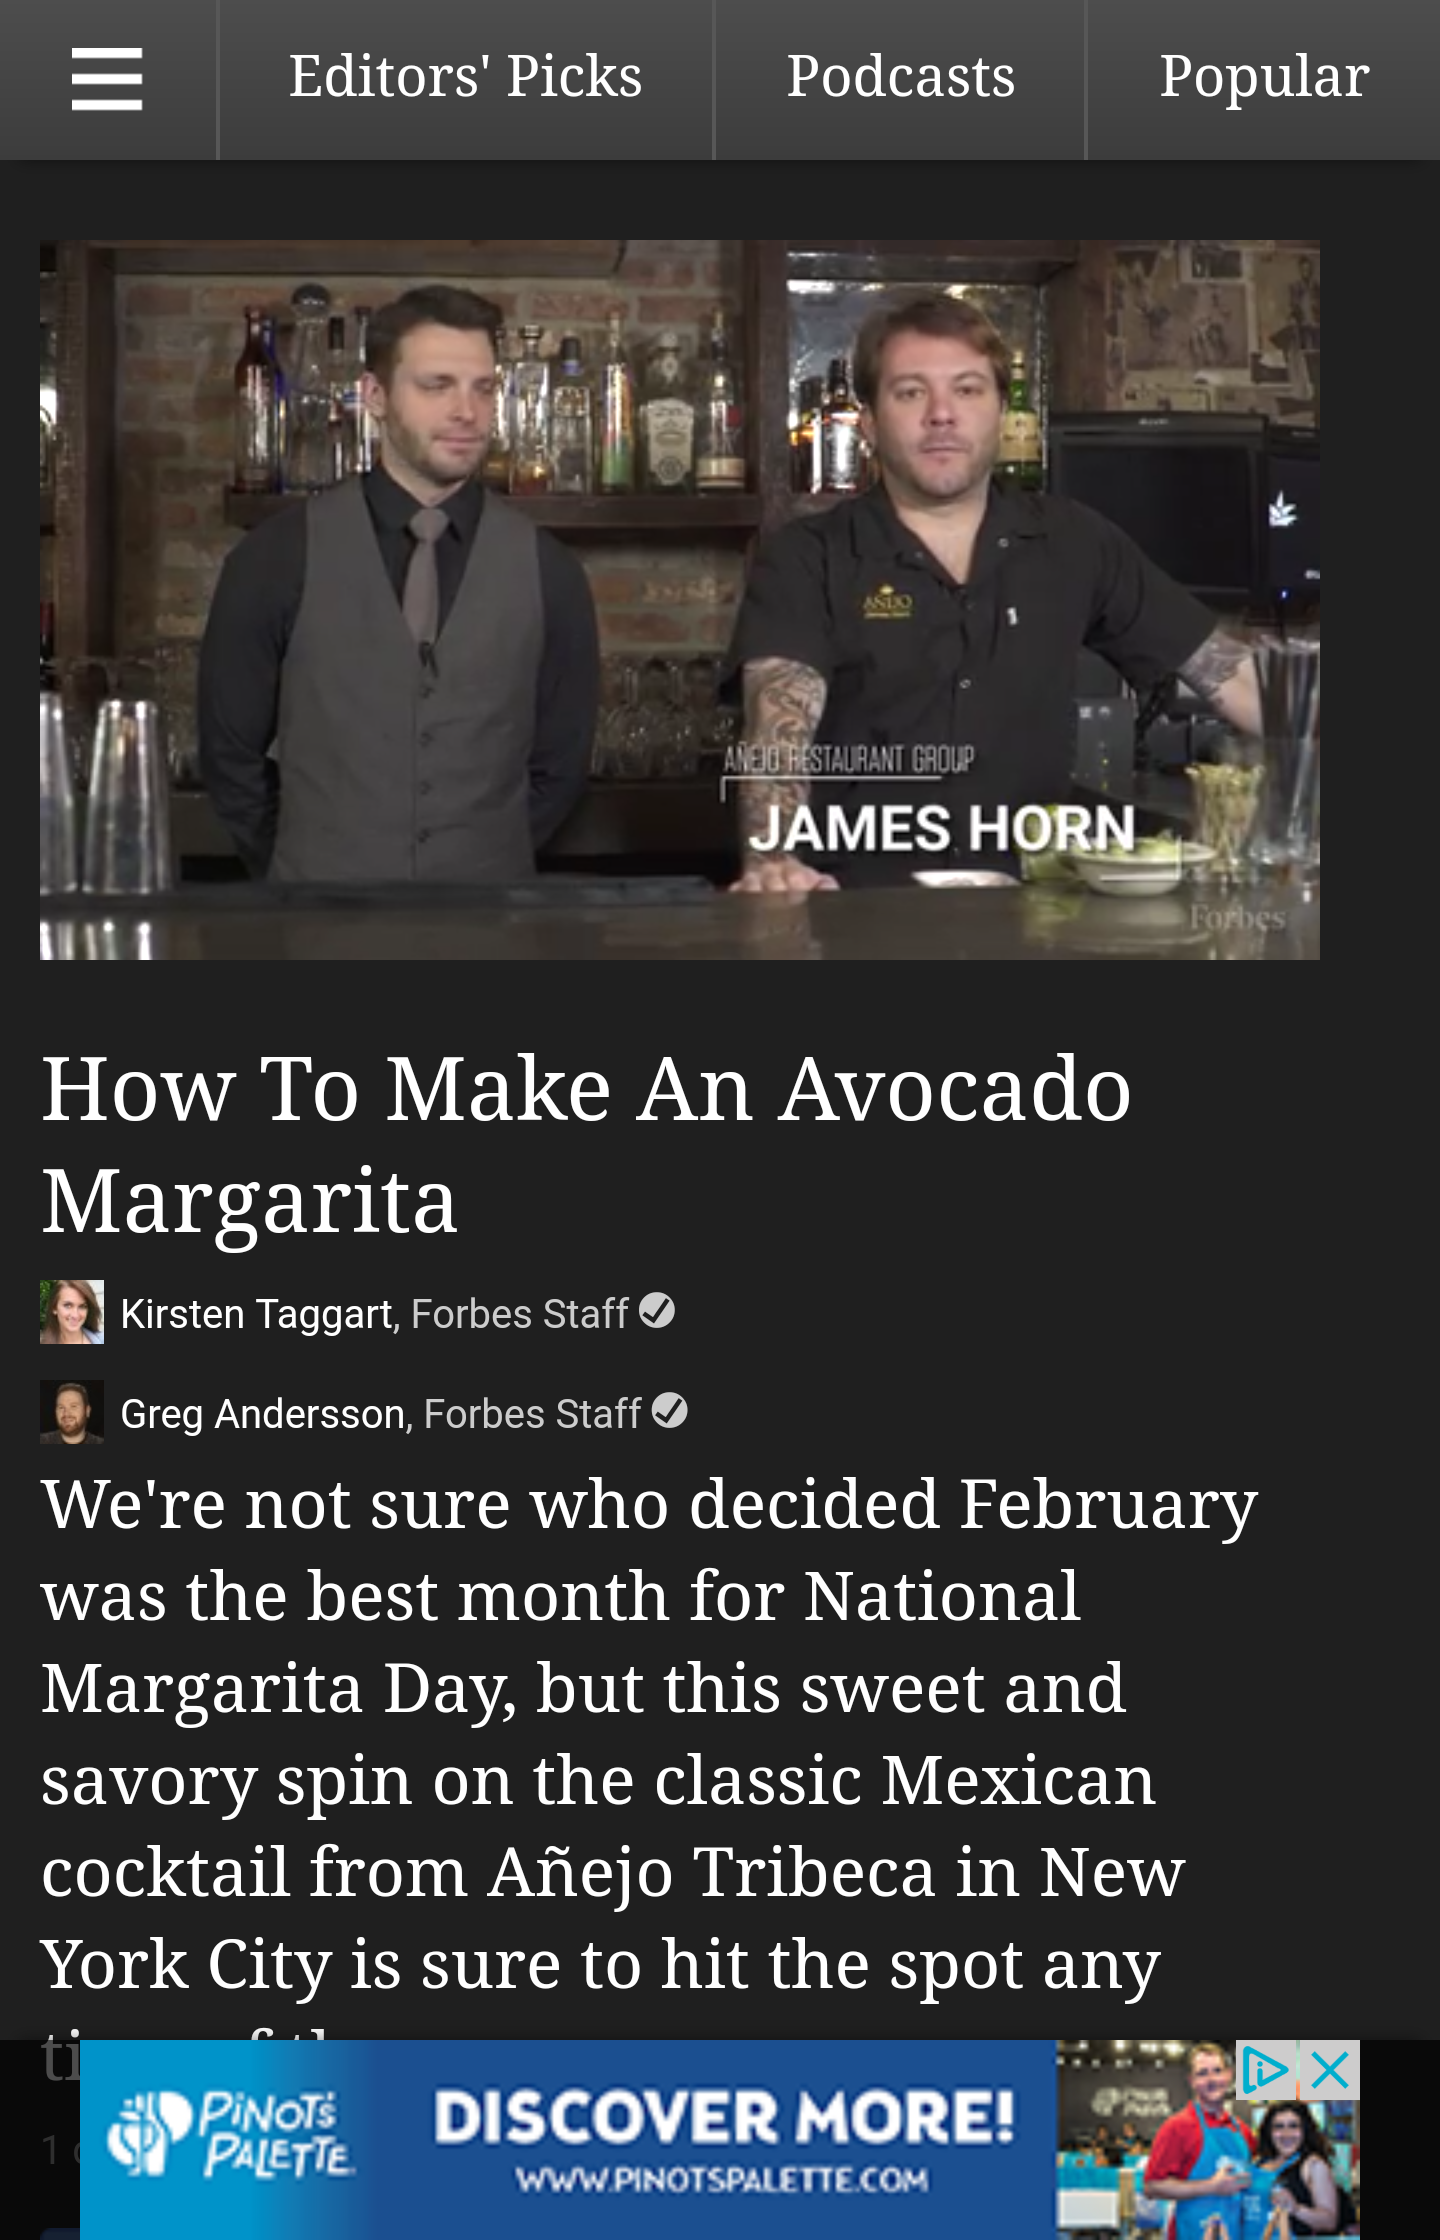 Editors' Picks Podcasts Popular
AÑEJO RESTAURANT GROUP
JAMES HORN
Forbes
How To Make An Avocado
Margarita
Kirsten Taggart, Forbes Staff
Greg Andersson, Forbes Staff
We're not sure who decided February
was the best month for National
Margarita Day, but this sweet and
savory spin on the classic Mexican
cocktail from Añejo Tribeca in New
York City is sure to hit the spot any
PiNOT'S
PALETTE
DISCOVER MORE!
WWW.PINOTSPALETTE.COM